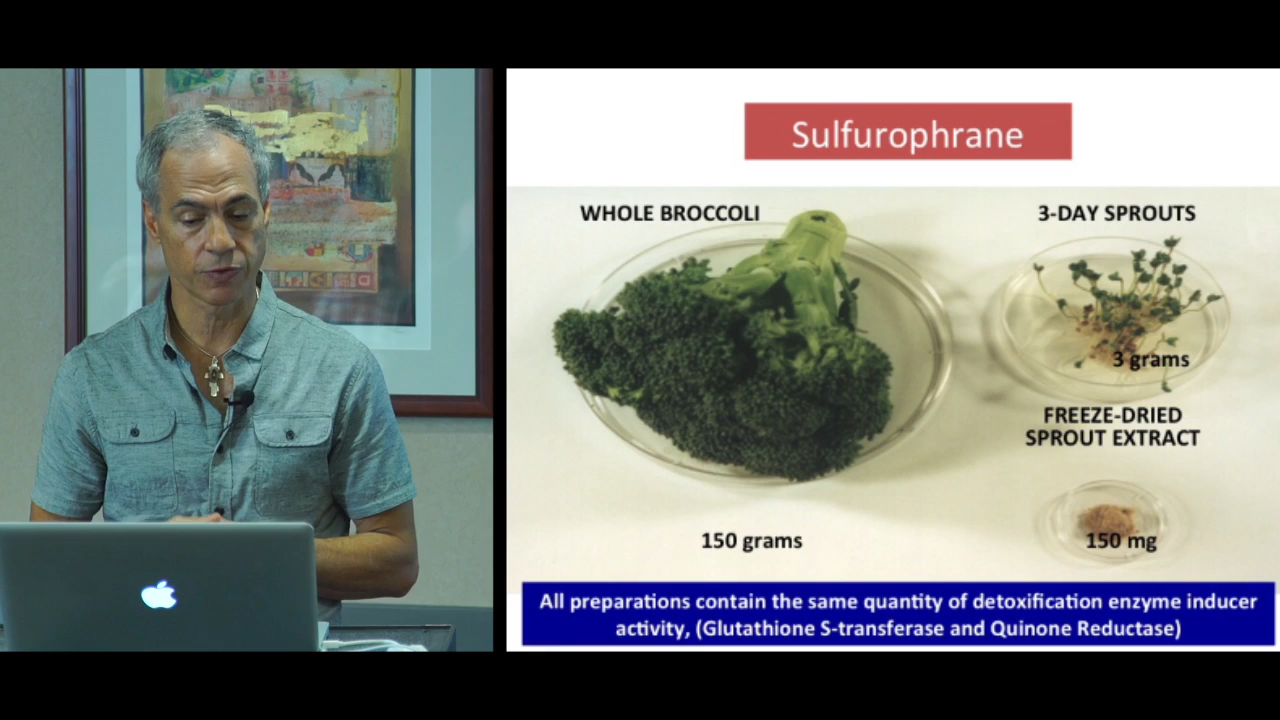 Sulfurophrane
WHOLE BROCCOLI
3-DAY SPROUTS
3 grams
FREEZE-DRIED
SPROUT EXTRACT
150 grams
150 mg
All preparations contain the same quantity of detoxification enzyme inducer
activity, (Glutathione S-transferase and Quinone Reductase)